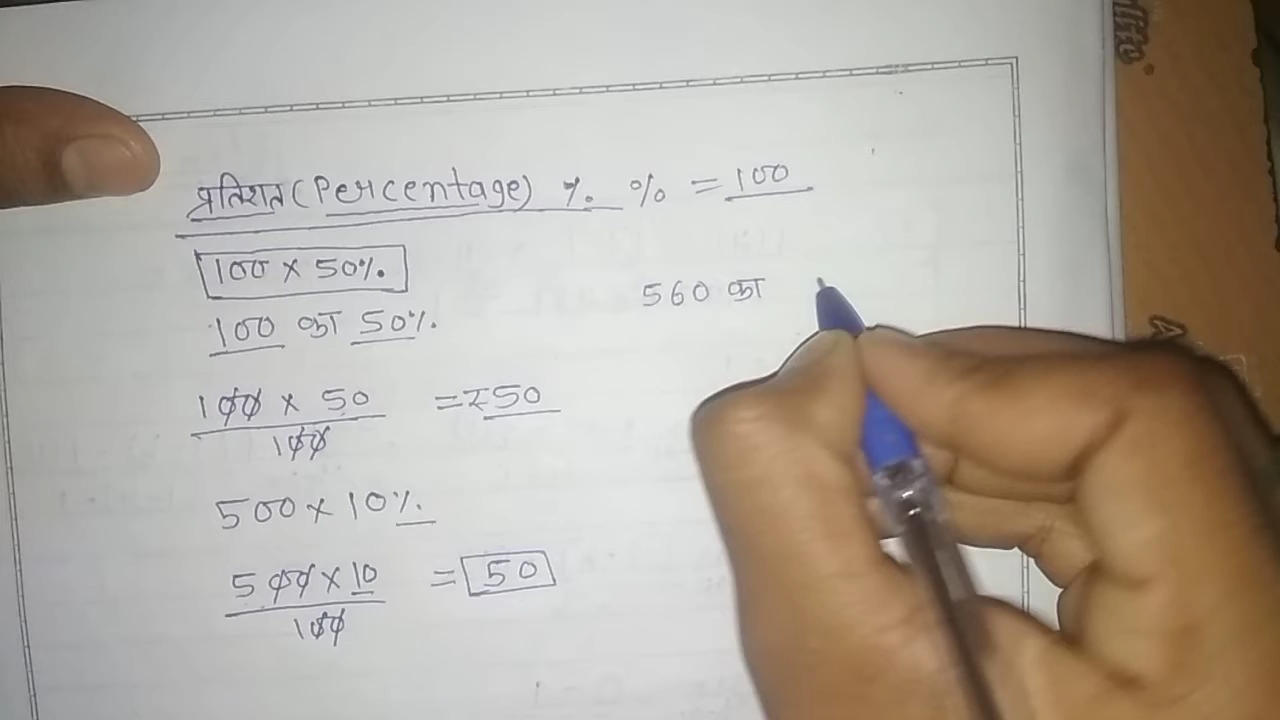 प्रतिशत (Percentage) % % = 100
100 × 50%
100 का 50%
100 × 50 = ₹50
100
500 × 10%
500 × 10 = 50
100
560 का